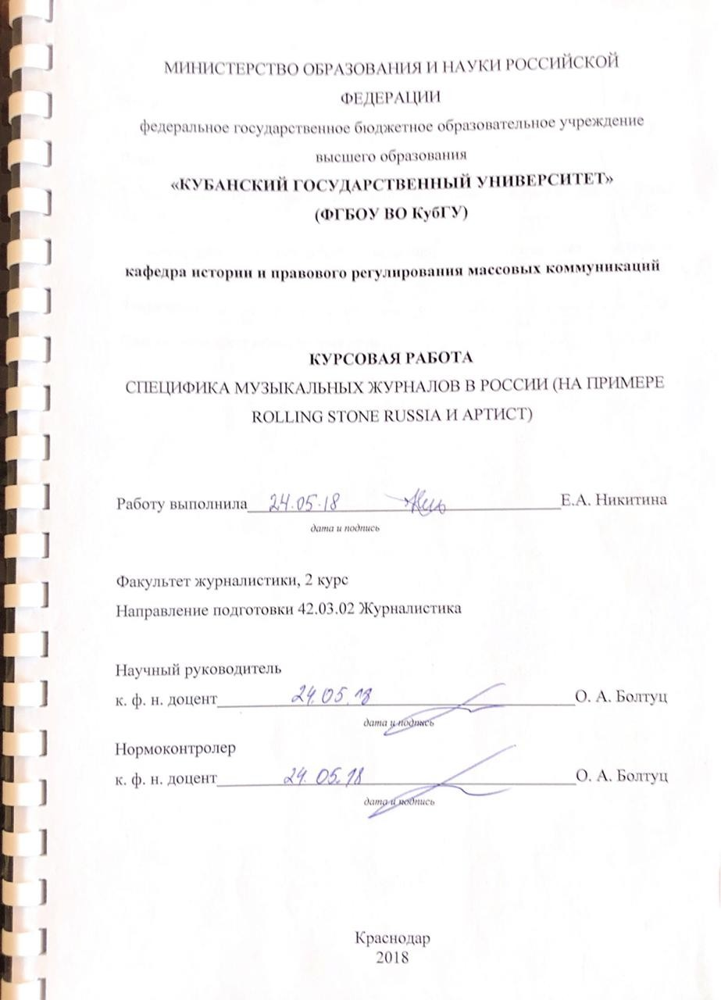 МИНИСТЕРСТВО ОБРАЗОВАНИЯ И НАУКИ РОССИЙСКОЙ
ФЕДЕРАЦИИ
федеральное государственное бюджетное образовательное учреждение
высшего образования
«КУБАНСКИЙ ГОСУДАРСТВЕННЫЙ УНИВЕРСИТЕТ»
(ФГБОУ ВО КубГУ)
кафедра истории и правового регулирования массовых коммуникаций
КУРСОВАЯ РАБОТА
СПЕЦИФИКА МУЗЫКАЛЬНЫХ ЖУРНАЛОВ В РОССИИ (НА ПРИМЕРЕ
ROLLING STONE RUSSIA И АРТИСТ)
Работу выполнила 24.05.18 Е.А. Никитина
дата и подпись
Факультет журналистики, 2 курс
Направление подготовки 42.03.02 Журналистика
Научный руководитель
к. ф. н. доцент 24.05.18 О. А. Болтуц
дата и подпись
Нормоконтролер
к. ф. н. доцент 24.05.18 О. А. Болтуц
дата и подпись
Краснодар
2018